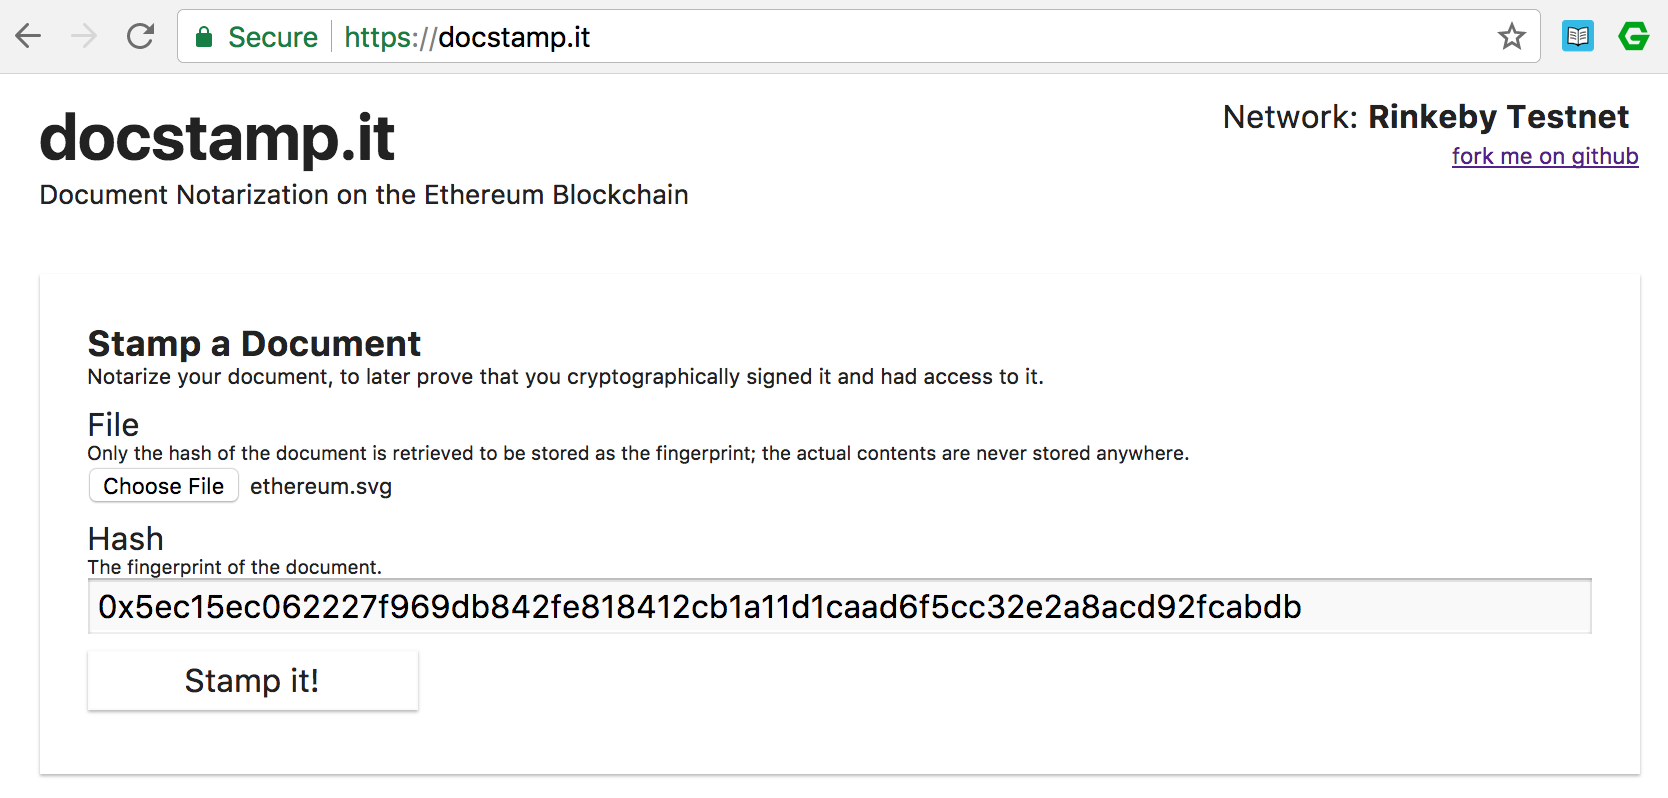 Secure https://docstamp.it
docstamp.it
Network: Rinkeby Testnet
fork me on github
Document Notarization on the Ethereum Blockchain
Stamp a Document
Notarize your document, to later prove that you cryptographically signed it and had access to it.
File
Only the hash of the document is retrieved to be stored as the fingerprint; the actual contents are never stored anywhere.
Choose File ethereum.svg
Hash
The fingerprint of the document.
0x5ec15ec062227f969db842fe818412cb1a11d1caad6f5cc32e2a8acd92fcabdb
Stamp it!